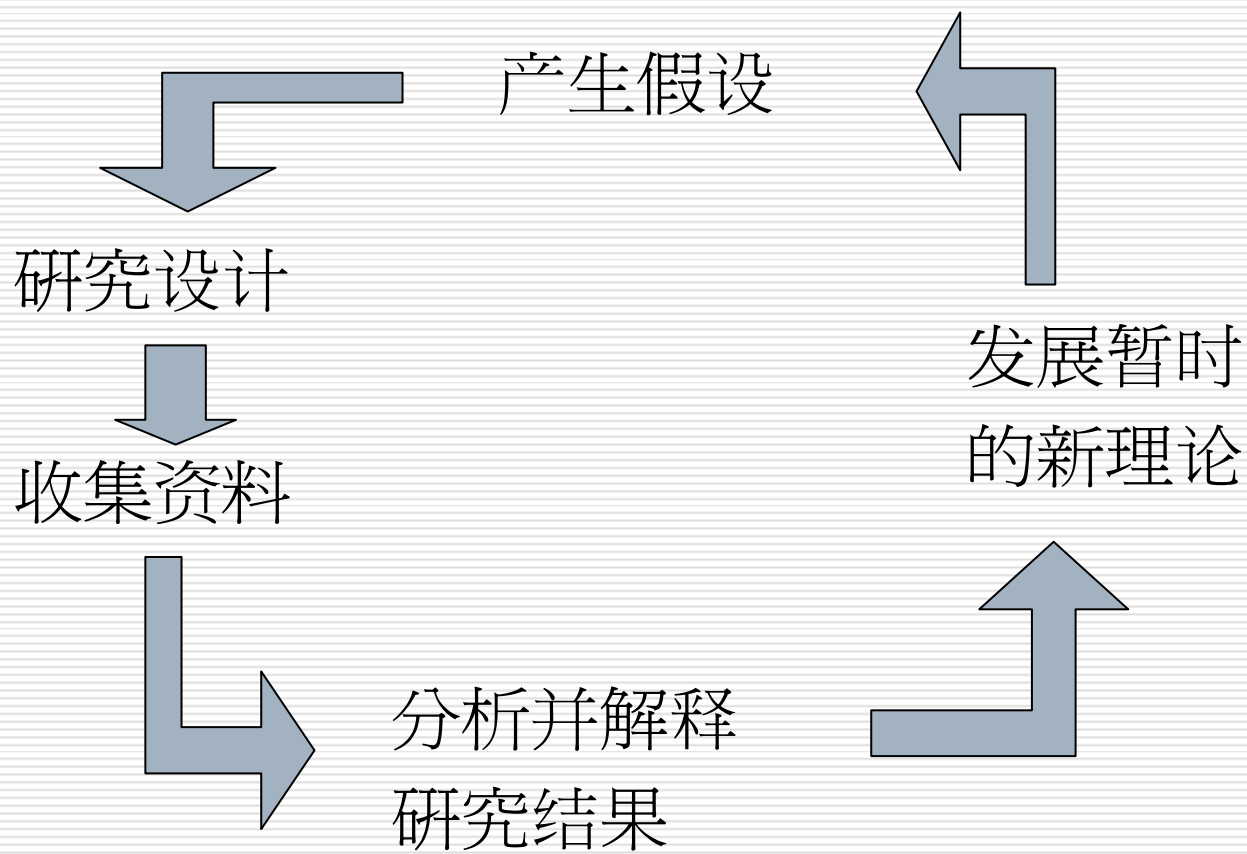 产生假设
研究设计
收集资料
分析并解释
研究结果
发展暂时
的新理论